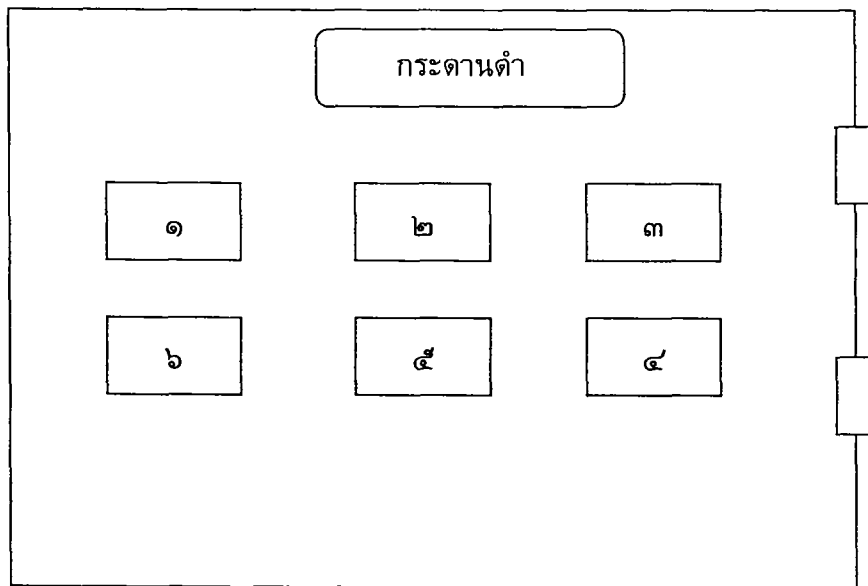 กระดานดำ
๑ ๒ ๓
๖ ๕ ๔